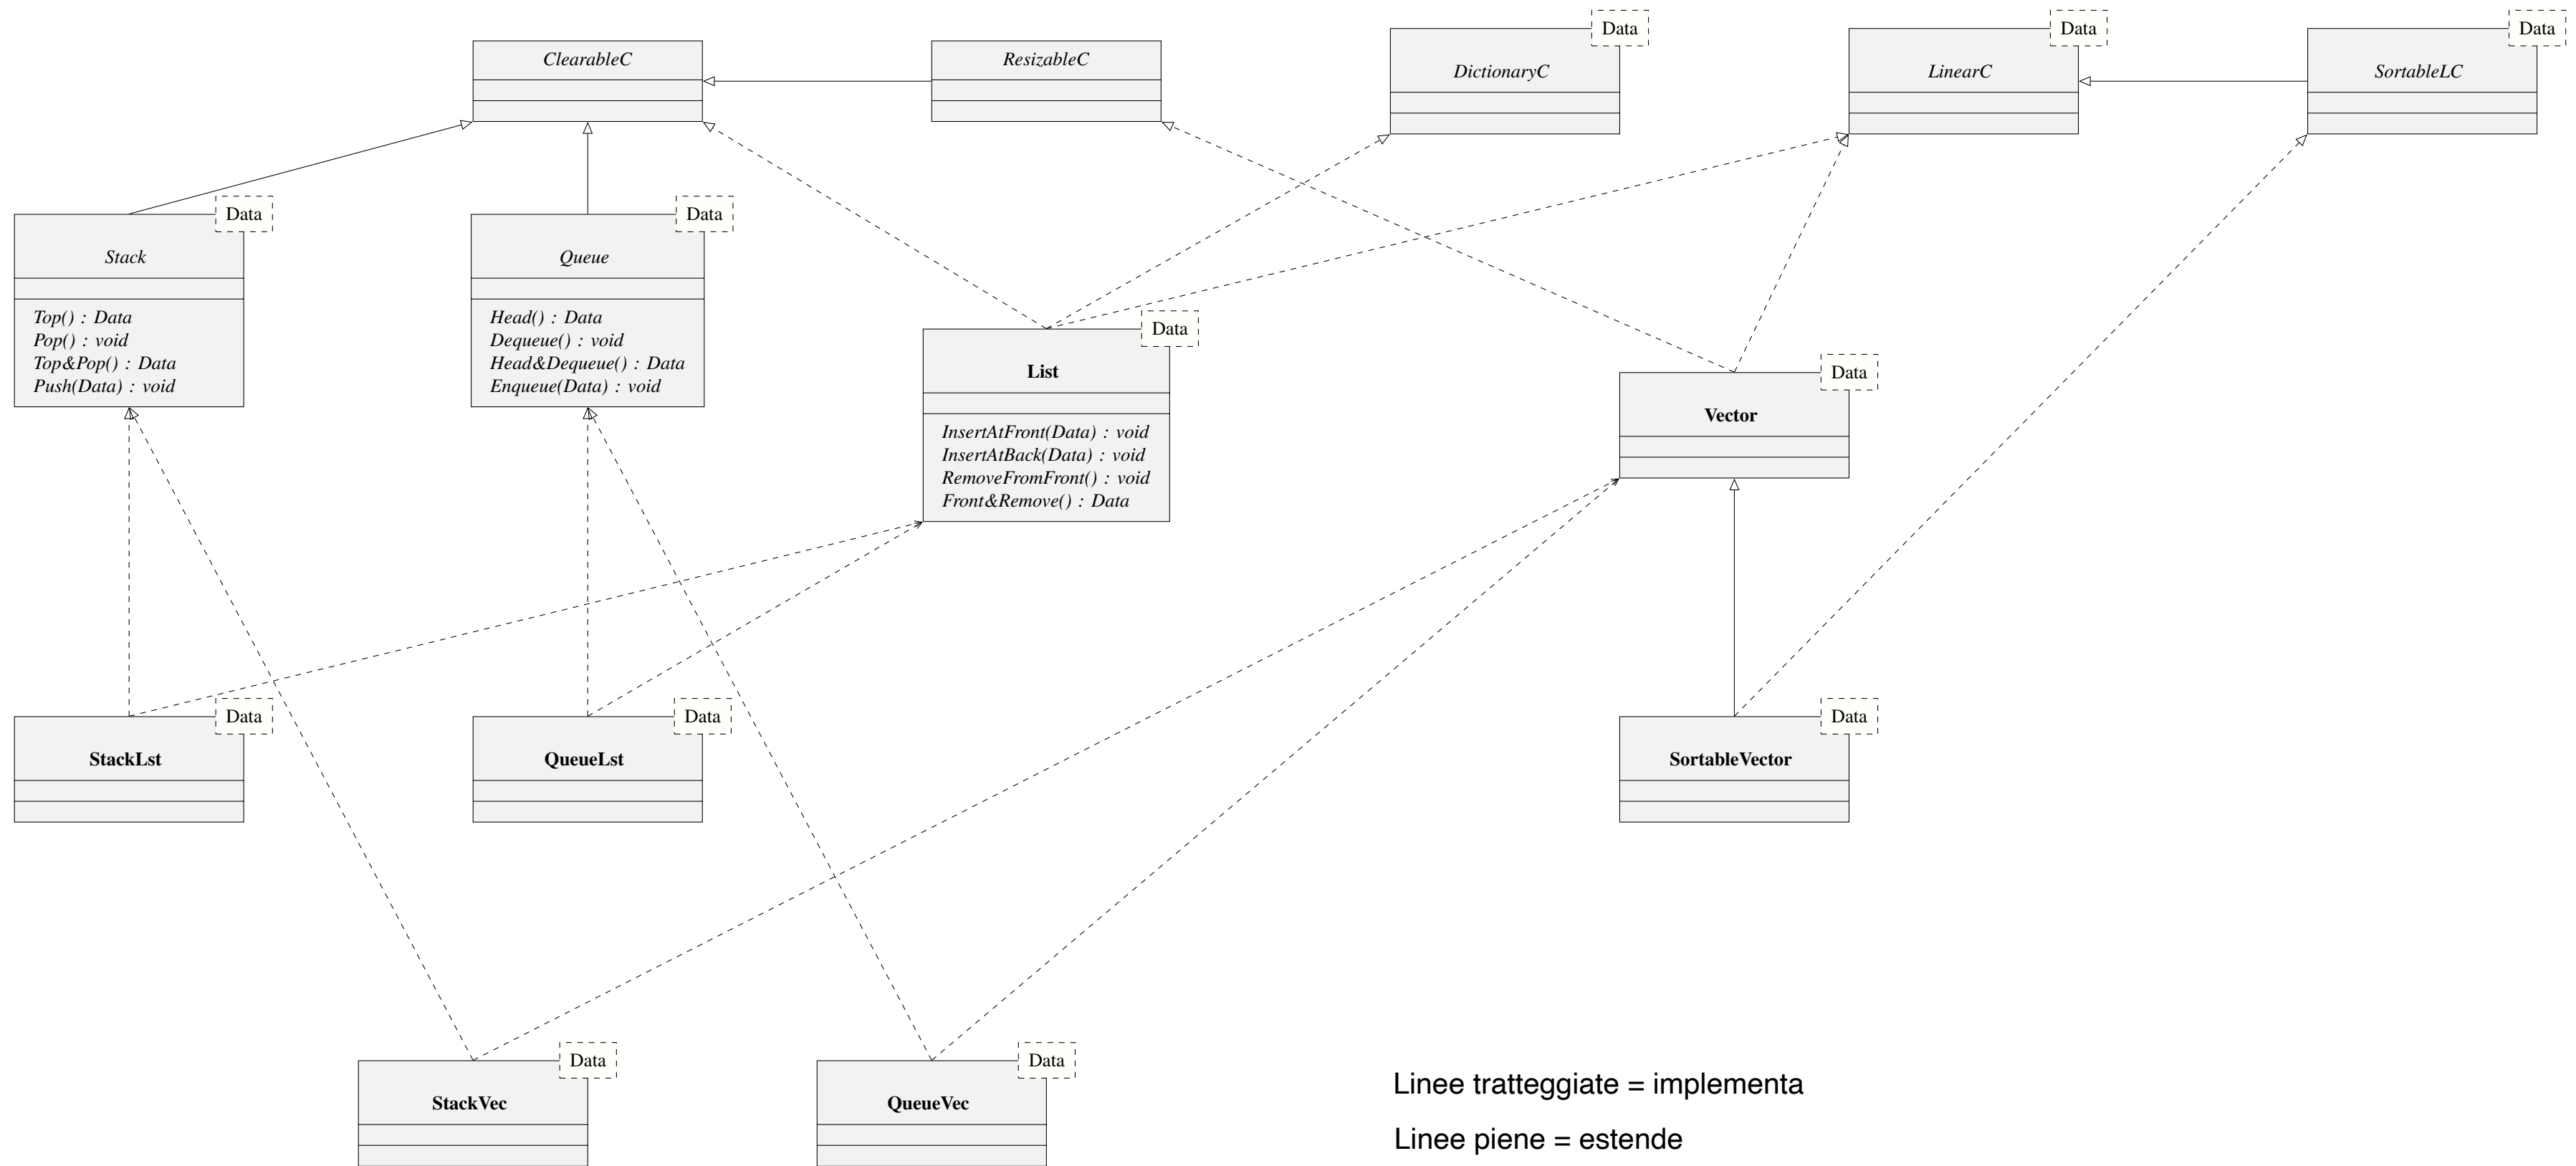 Data
Data
Data
ClearableC
ResizableC
DictionaryC
LinearC
SortableLC
Data
Stack
Top() : Data
Pop() : void
Top&Pop() : Data
Push(Data) : void
Data
Queue
Head() : Data
Dequeue() : void
Head&Dequeue() : Data
Enqueue(Data) : void
Data
List
InsertAtFront(Data) : void
InsertAtBack(Data) : void
RemoveFromFront() : void
Front&Remove() : Data
Data
Vector
Data
StackLst
Data
QueueLst
Data
SortableVector
Data
StackVec
Data
QueueVec
Linee tratteggiate = implementa
Linee piene = estende